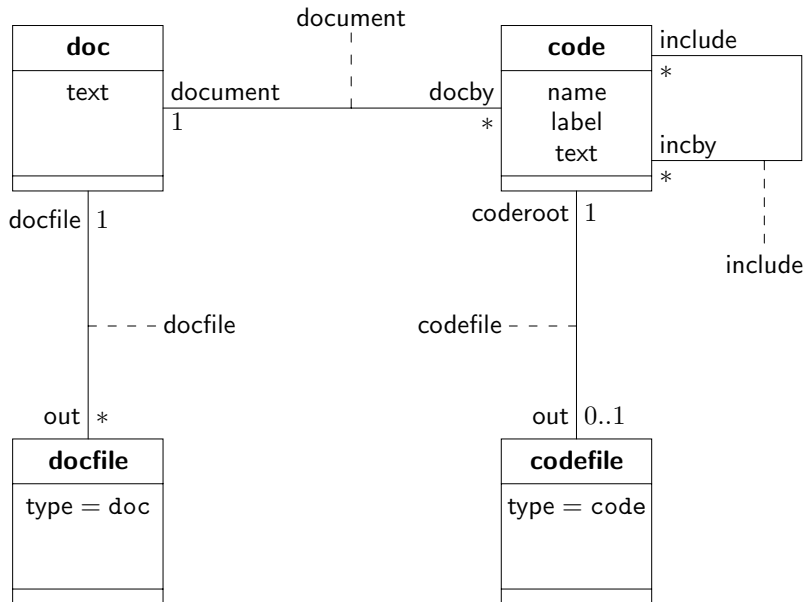 document
doc
code
include
*
text
document
docby
name
1
*
label
incby
text
*
docfile
1
coderoot
1
include
docfile
codefile
out
*
out
0..1
docfile
codefile
type = doc
type = code